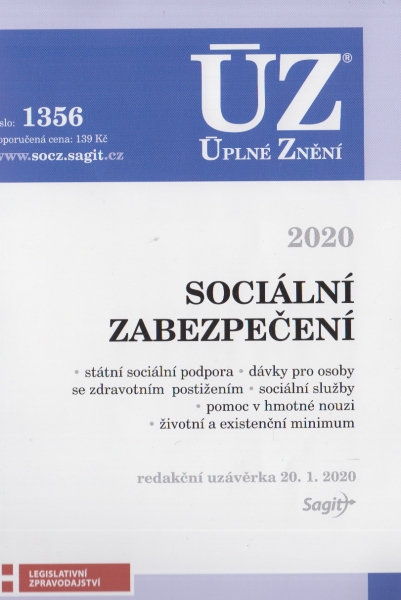 ÚZ®
slo: 1356
oporučená cena: 139 Kč
www.socz.sagit.cz
ÚPLNÉ ZNĚNÍ
2020
SOCIÁLNÍ
ZABEZPEČENÍ
• státní sociální podpora • dávky pro osoby
se zdravotním postižením • sociální služby
• pomoc v hmotné nouzi
• životní a existenční minimum
redakční uzávěrka 20. 1. 2020
Sagit
LEGISLATIVNÍ
ZPRAVODAJSTVÍ